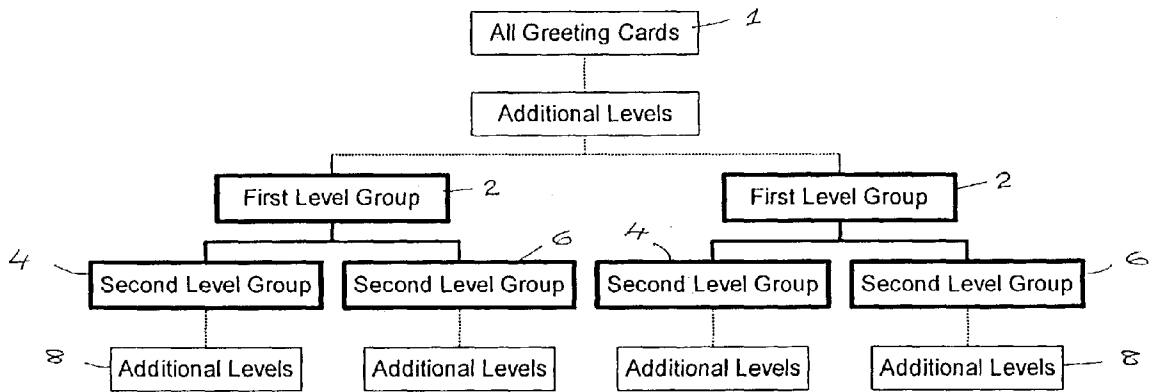 All Greeting Cards 1
Additional Levels
First Level Group 2 First Level Group 2
4 Second Level Group 6 Second Level Group 4 Second Level Group Second Level Group 6
8 Additional Levels Additional Levels Additional Levels Additional Levels 8